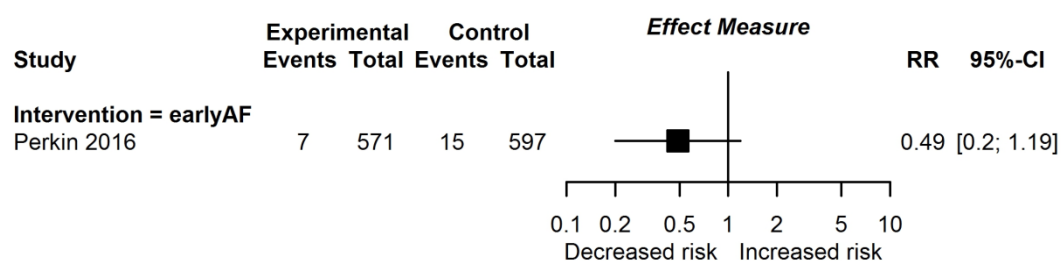 Experimental Control Effect Measure
Study Events Total Events Total RR 95%-CI
Intervention = earlyAF
Perkin 2016 7 571 15 597 0.49 [0.2; 1.19]
0.1 0.2 0.5 1 2 5 10
Decreased risk Increased risk